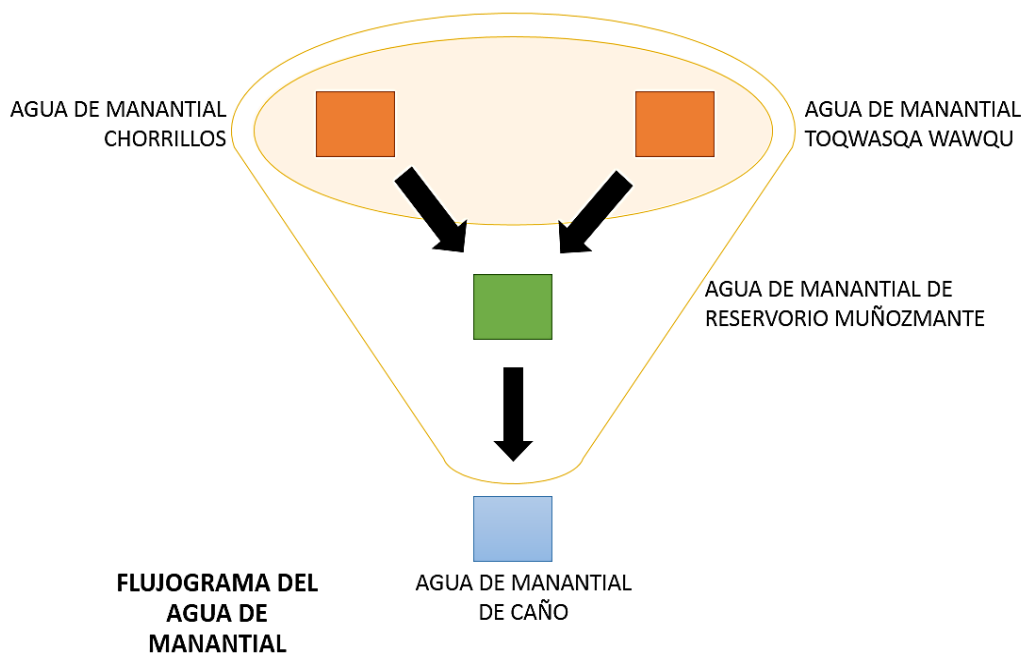 AGUA DE MANANTIAL
CHORRILLOS
AGUA DE MANANTIAL
TOQWASQA WAWQU
AGUA DE MANANTIAL DE
RESERVORIO MUÑOZMANTE
AGUA DE MANANTIAL
DE CAÑO
FLUJOGRAMA DEL
AGUA DE
MANANTIAL